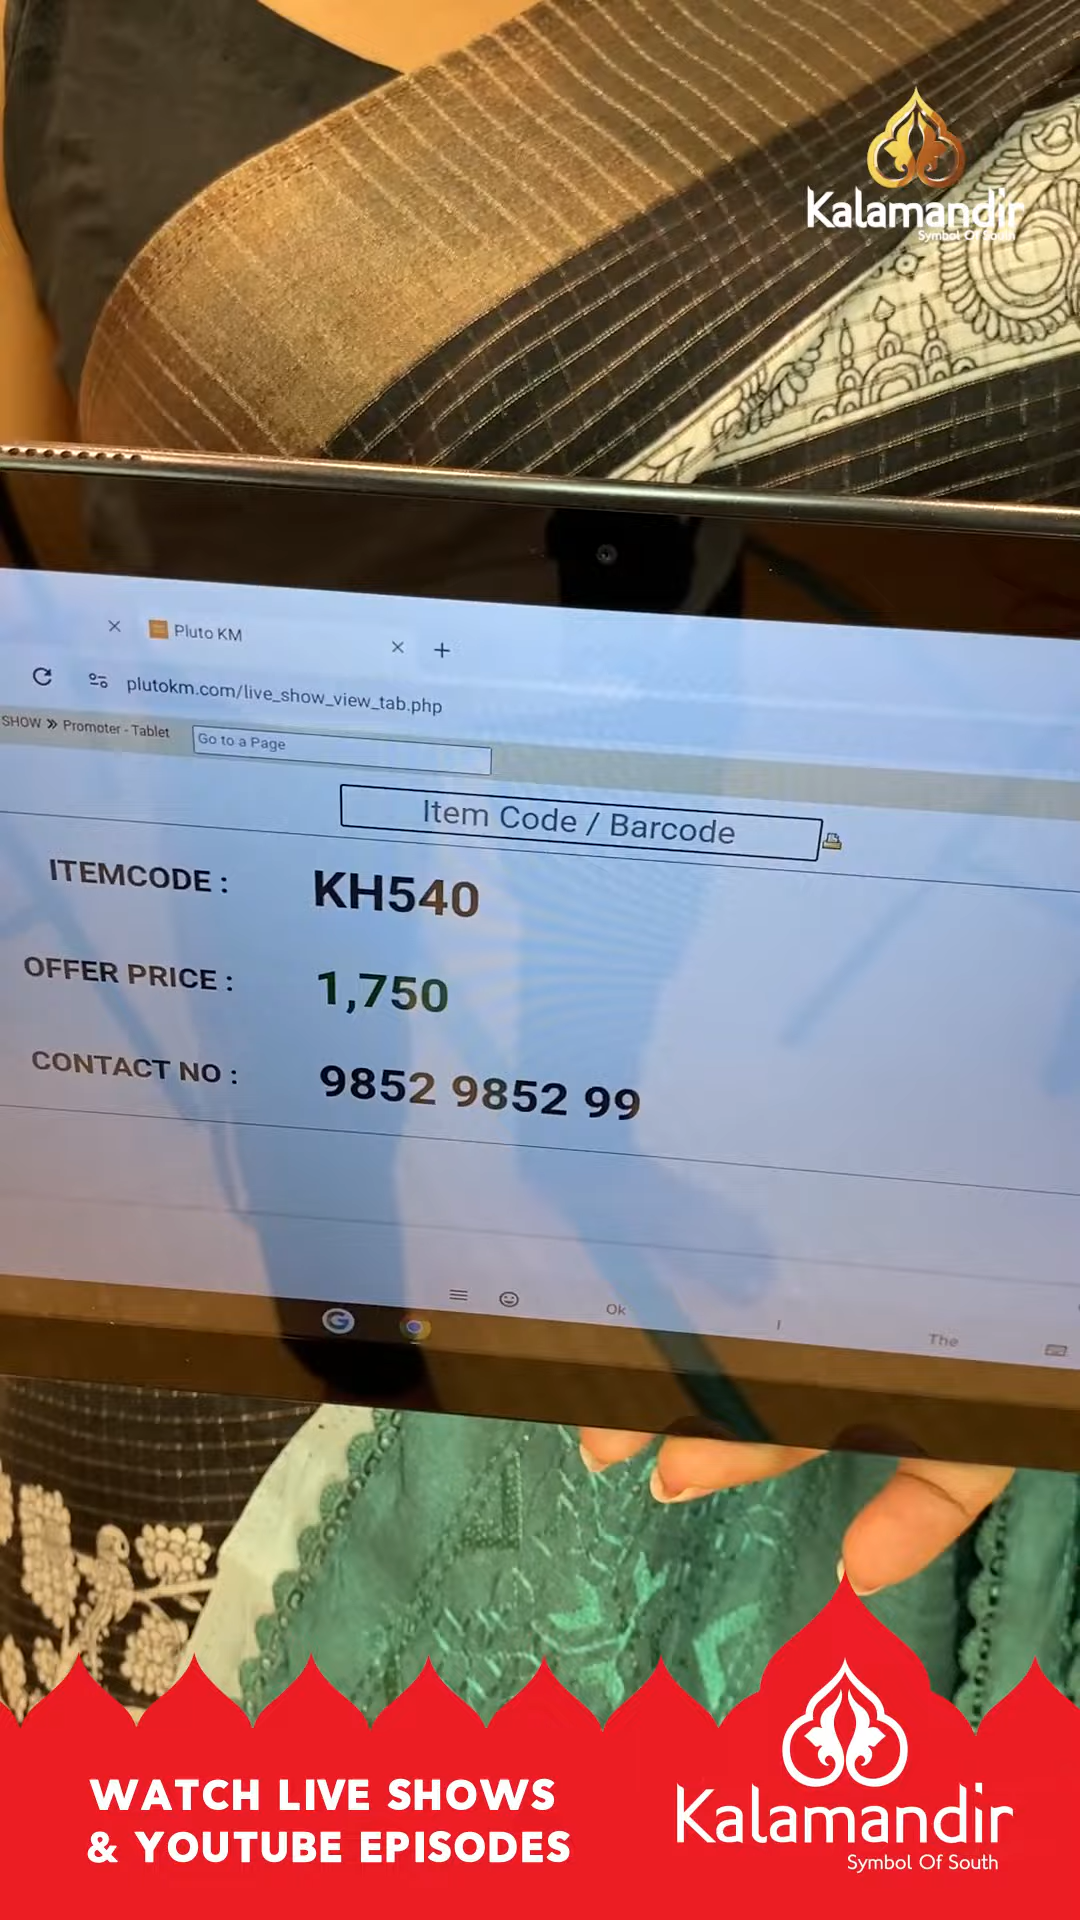 Kalamandir
Symbol Of South
Pluto KM
plutokm.com/live_show_view_tab.php
SHOW » Promoter - Tablet
Go to a Page
Item Code / Barcode
ITEMCODE : KH540
OFFER PRICE : 1,750
CONTACT NO : 9852 9852 99
Ok
I
The
WATCH LIVE SHOWS
& YOUTUBE EPISODES
Kalamandir
Symbol Of South